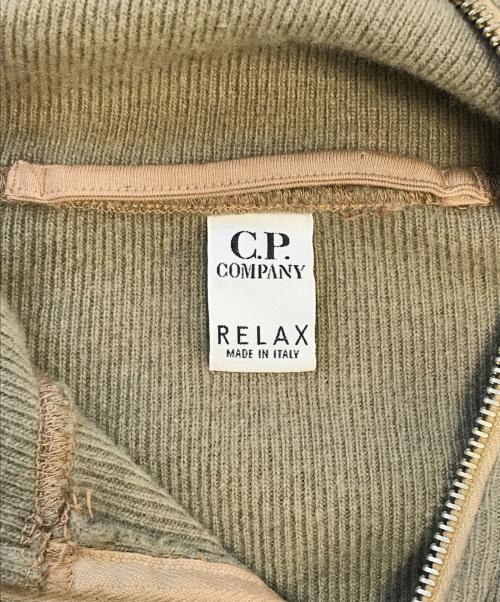 C.P.
COMPANY
RELAX
MADE IN ITALY